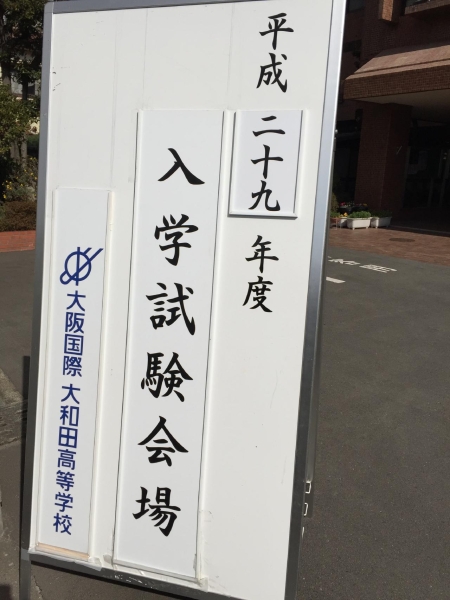 平成二十九年度
入学試験会場
大阪国際 大和田高等学校